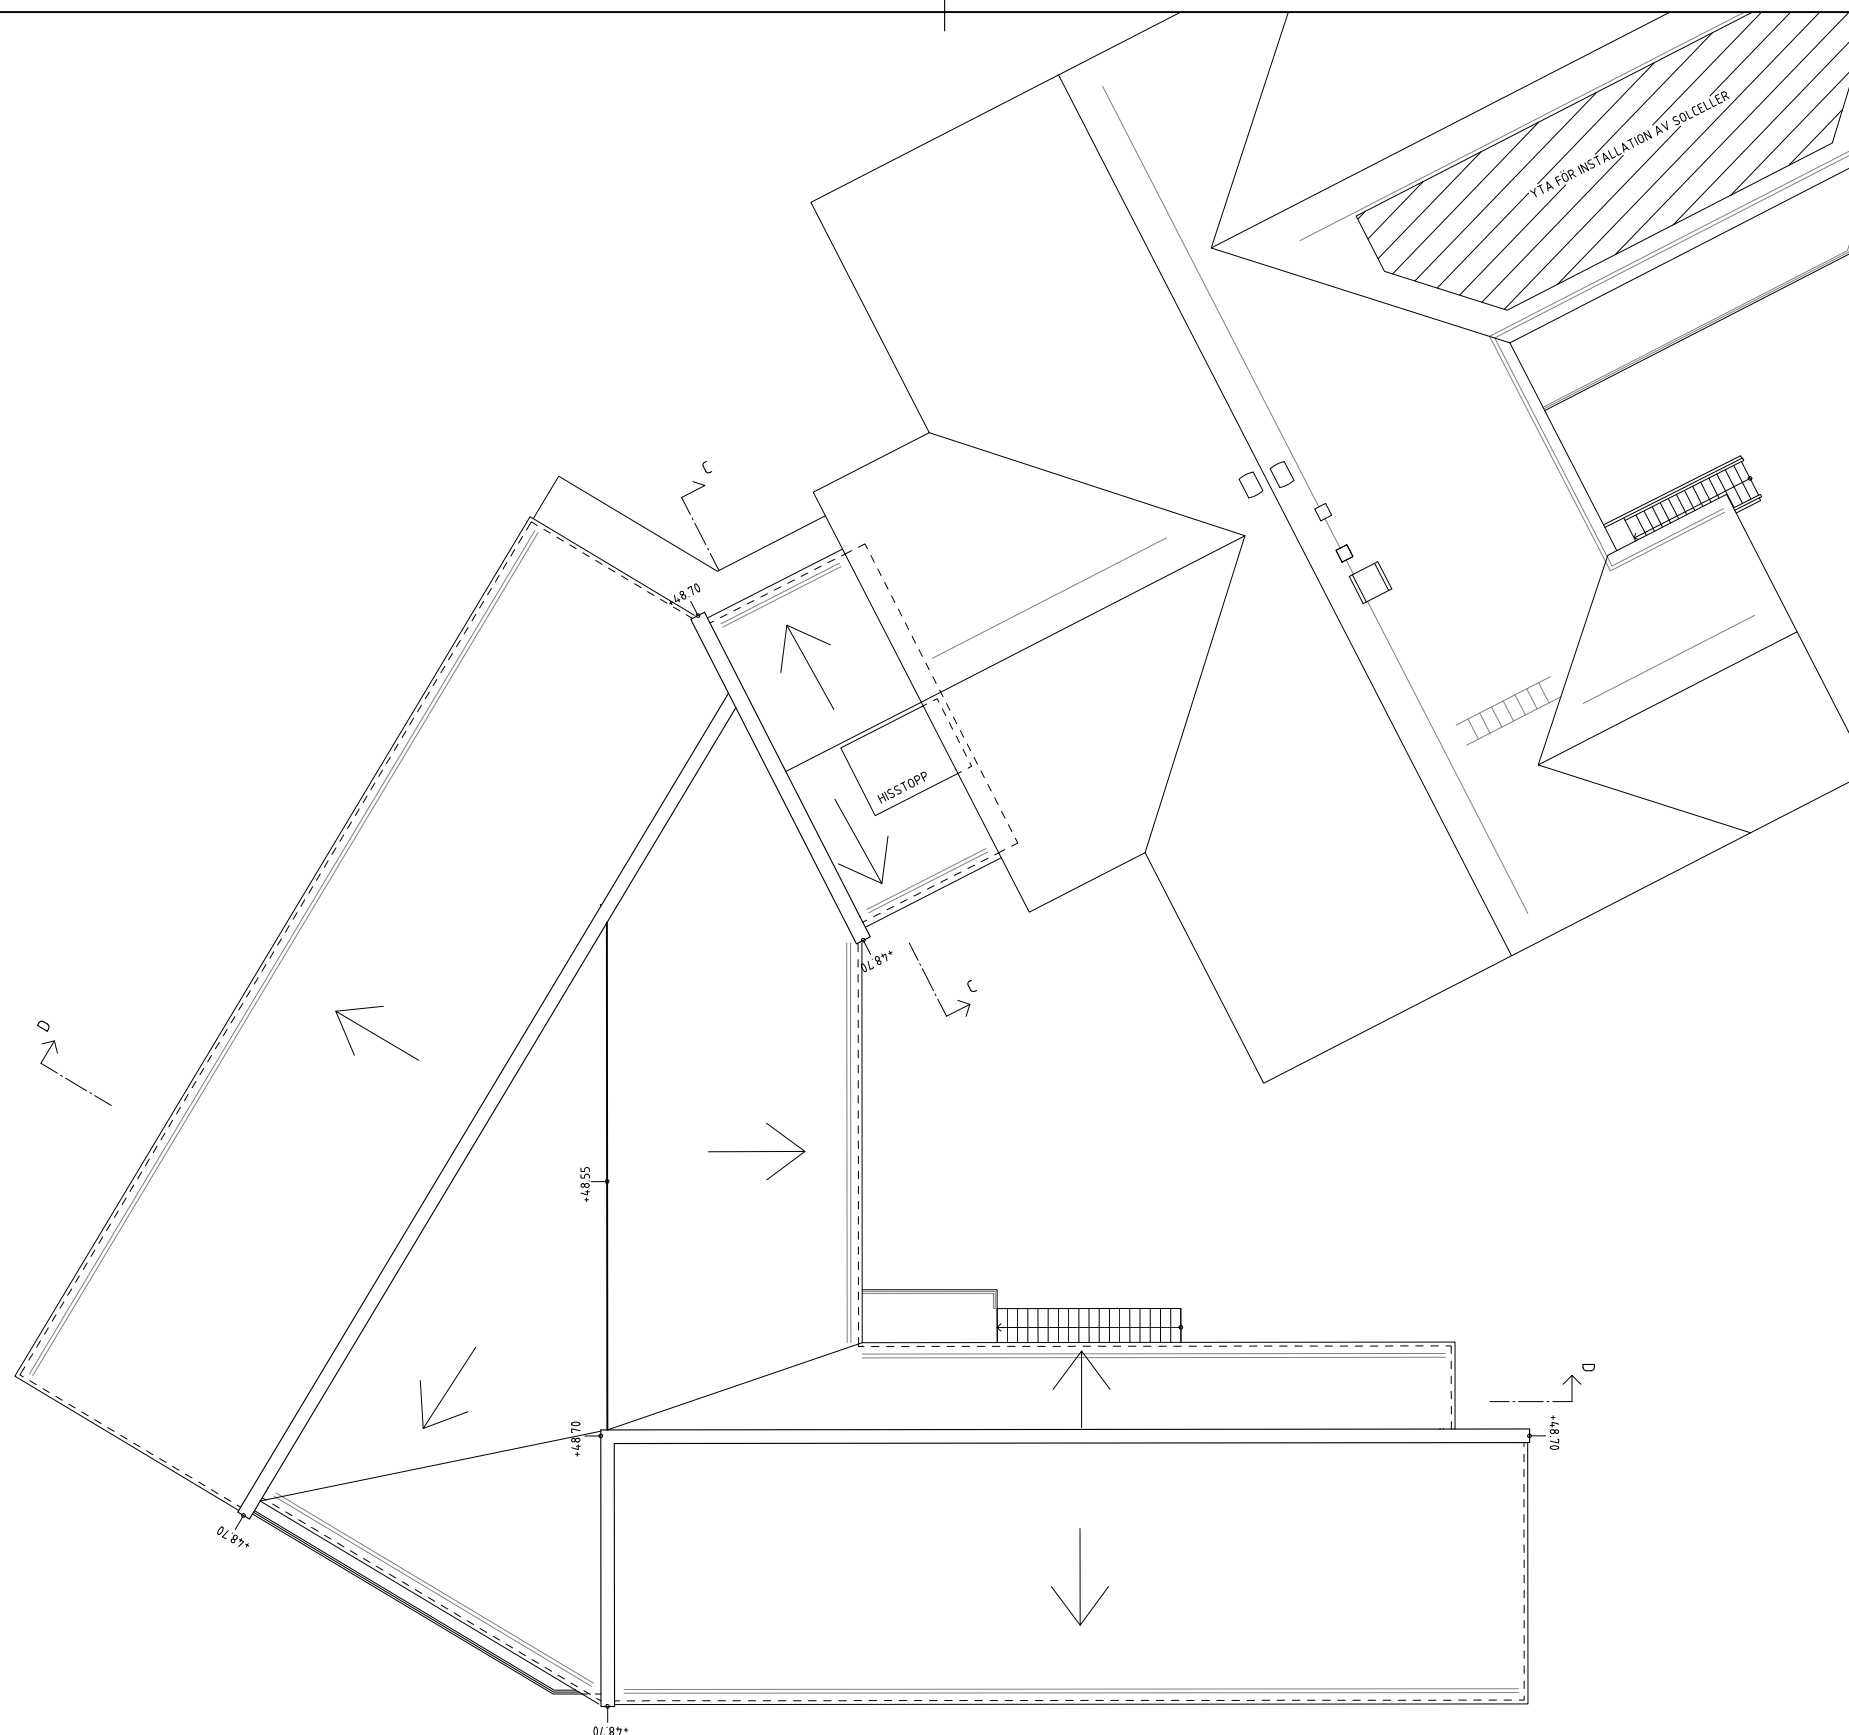 YTA FÖR INSTALLATION AV SOLCELLER
C
+48.70
HISSTOPP
+48.70
C
D
+48.55
D
+48.70
+48.70
+48.70
+48.70